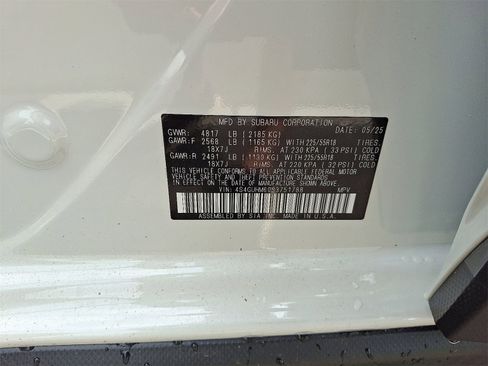 MFD BY SUBARU CORPORATION DATE: 05/25
GVWR: 4817 LB ( 2185 KG)
GAWR:F 2568 LB ( 1165 KG) WITH 225/55R18 TIRES,
18X7J RIMS, AT 230 KPA ( 33 PSI) COLD
GAWR:R 2491 LB ( 1130 KG) WITH 225/55R18 TIRES,
18X7J RIMS, AT 220 KPA ( 32 PSI) COLD
THIS VEHICLE CONFORMS TO ALL APPLICABLE FEDERAL MOTOR
VEHICLE SAFETY AND THEFT PREVENTION STANDARDS
IN EFFECT ON THE DATE OF MANUFACTURE SHOWN ABOVE.
VIN: 4S4GUHM60S3751768 MPV
ASSEMBLED BY SIA INC. MADE IN U.S.A.